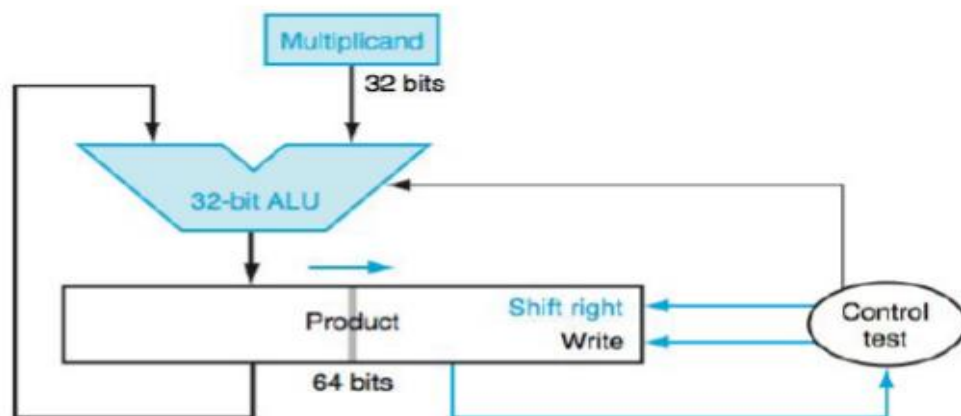 Multiplicand
32 bits
32-bit ALU
Product
Shift right
Write
64 bits
Control
test